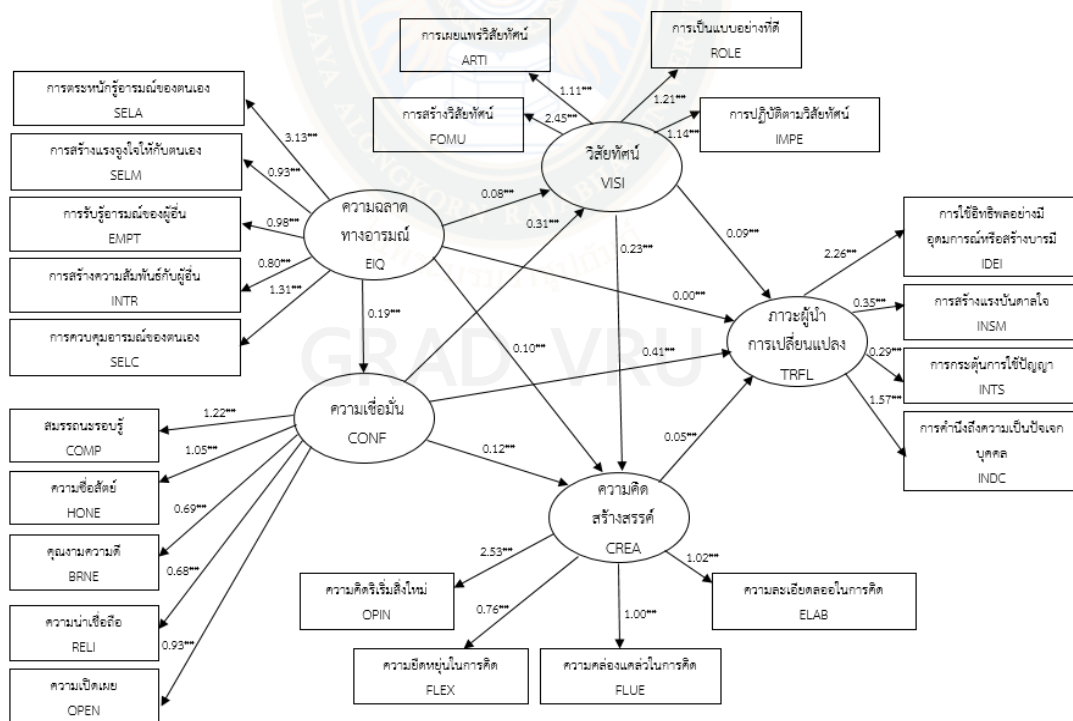 การเผยแพร่วิสัยทัศน์
ARTI
การเป็นแบบอย่างที่ดี
ROLE
การสร้างวิสัยทัศน์
FOMU
การปฏิบัติตามวิสัยทัศน์
IMPE
1.11**
1.21**
2.45**
1.14**
วิสัยทัศน์
VISI
การตระหนักรู้อารมณ์ของตนเอง
SELA
การสร้างแรงจูงใจให้กับตนเอง
SELM
การรับรู้อารมณ์ของผู้อื่น
EMPT
การสร้างความสัมพันธ์กับผู้อื่น
INTR
การควบคุมอารมณ์ของตนเอง
SELC
3.13**
0.93**
0.98**
0.80**
1.31**
ความฉลาด
ทางอารมณ์
EIQ
0.08**
0.31**
0.23**
0.09**
0.00**
0.19**
0.10**
0.41**
0.12**
0.05**
ภาวะผู้นำ
การเปลี่ยนแปลง
TRFL
2.26**
0.35**
0.29**
1.57**
การใช้อิทธิพลอย่างมี
อุดมการณ์หรือสร้างบารมี
IDEI
การสร้างแรงบันดาลใจ
INSM
การกระตุ้นการใช้ปัญญา
INTS
การคำนึงถึงความเป็นปัจเจก
บุคคล
INDC
GRAD VRU
ความเชื่อมั่น
CONF
1.22**
1.05**
0.69**
0.68**
0.93**
สมรรถนะรอบรู้
COMP
ความซื่อสัตย์
HONE
คุณงามความดี
BRNE
ความน่าเชื่อถือ
RELI
ความเปิดเผย
OPEN
ความคิด
สร้างสรรค์
CREA
2.53**
0.76**
1.00**
1.02**
ความคิดริเริ่มสิ่งใหม่
OPIN
ความยืดหยุ่นในการคิด
FLEX
ความคล่องแคล่วในการคิด
FLUE
ความละเอียดลออในการคิด
ELAB